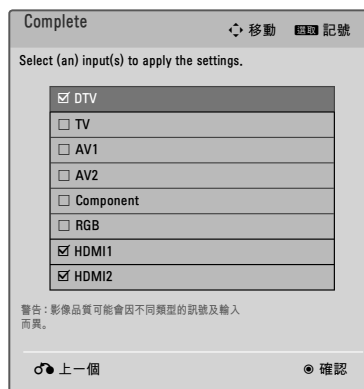 Complete
移動 選取 記號
Select (an) input(s) to apply the settings.
☑ DTV
☐ TV
☐ AV1
☐ AV2
☐ Component
☐ RGB
☑ HDMI1
☑ HDMI2
警告：影像品質可能會因不同類型的訊號及輸入
而異。
上一個
確認